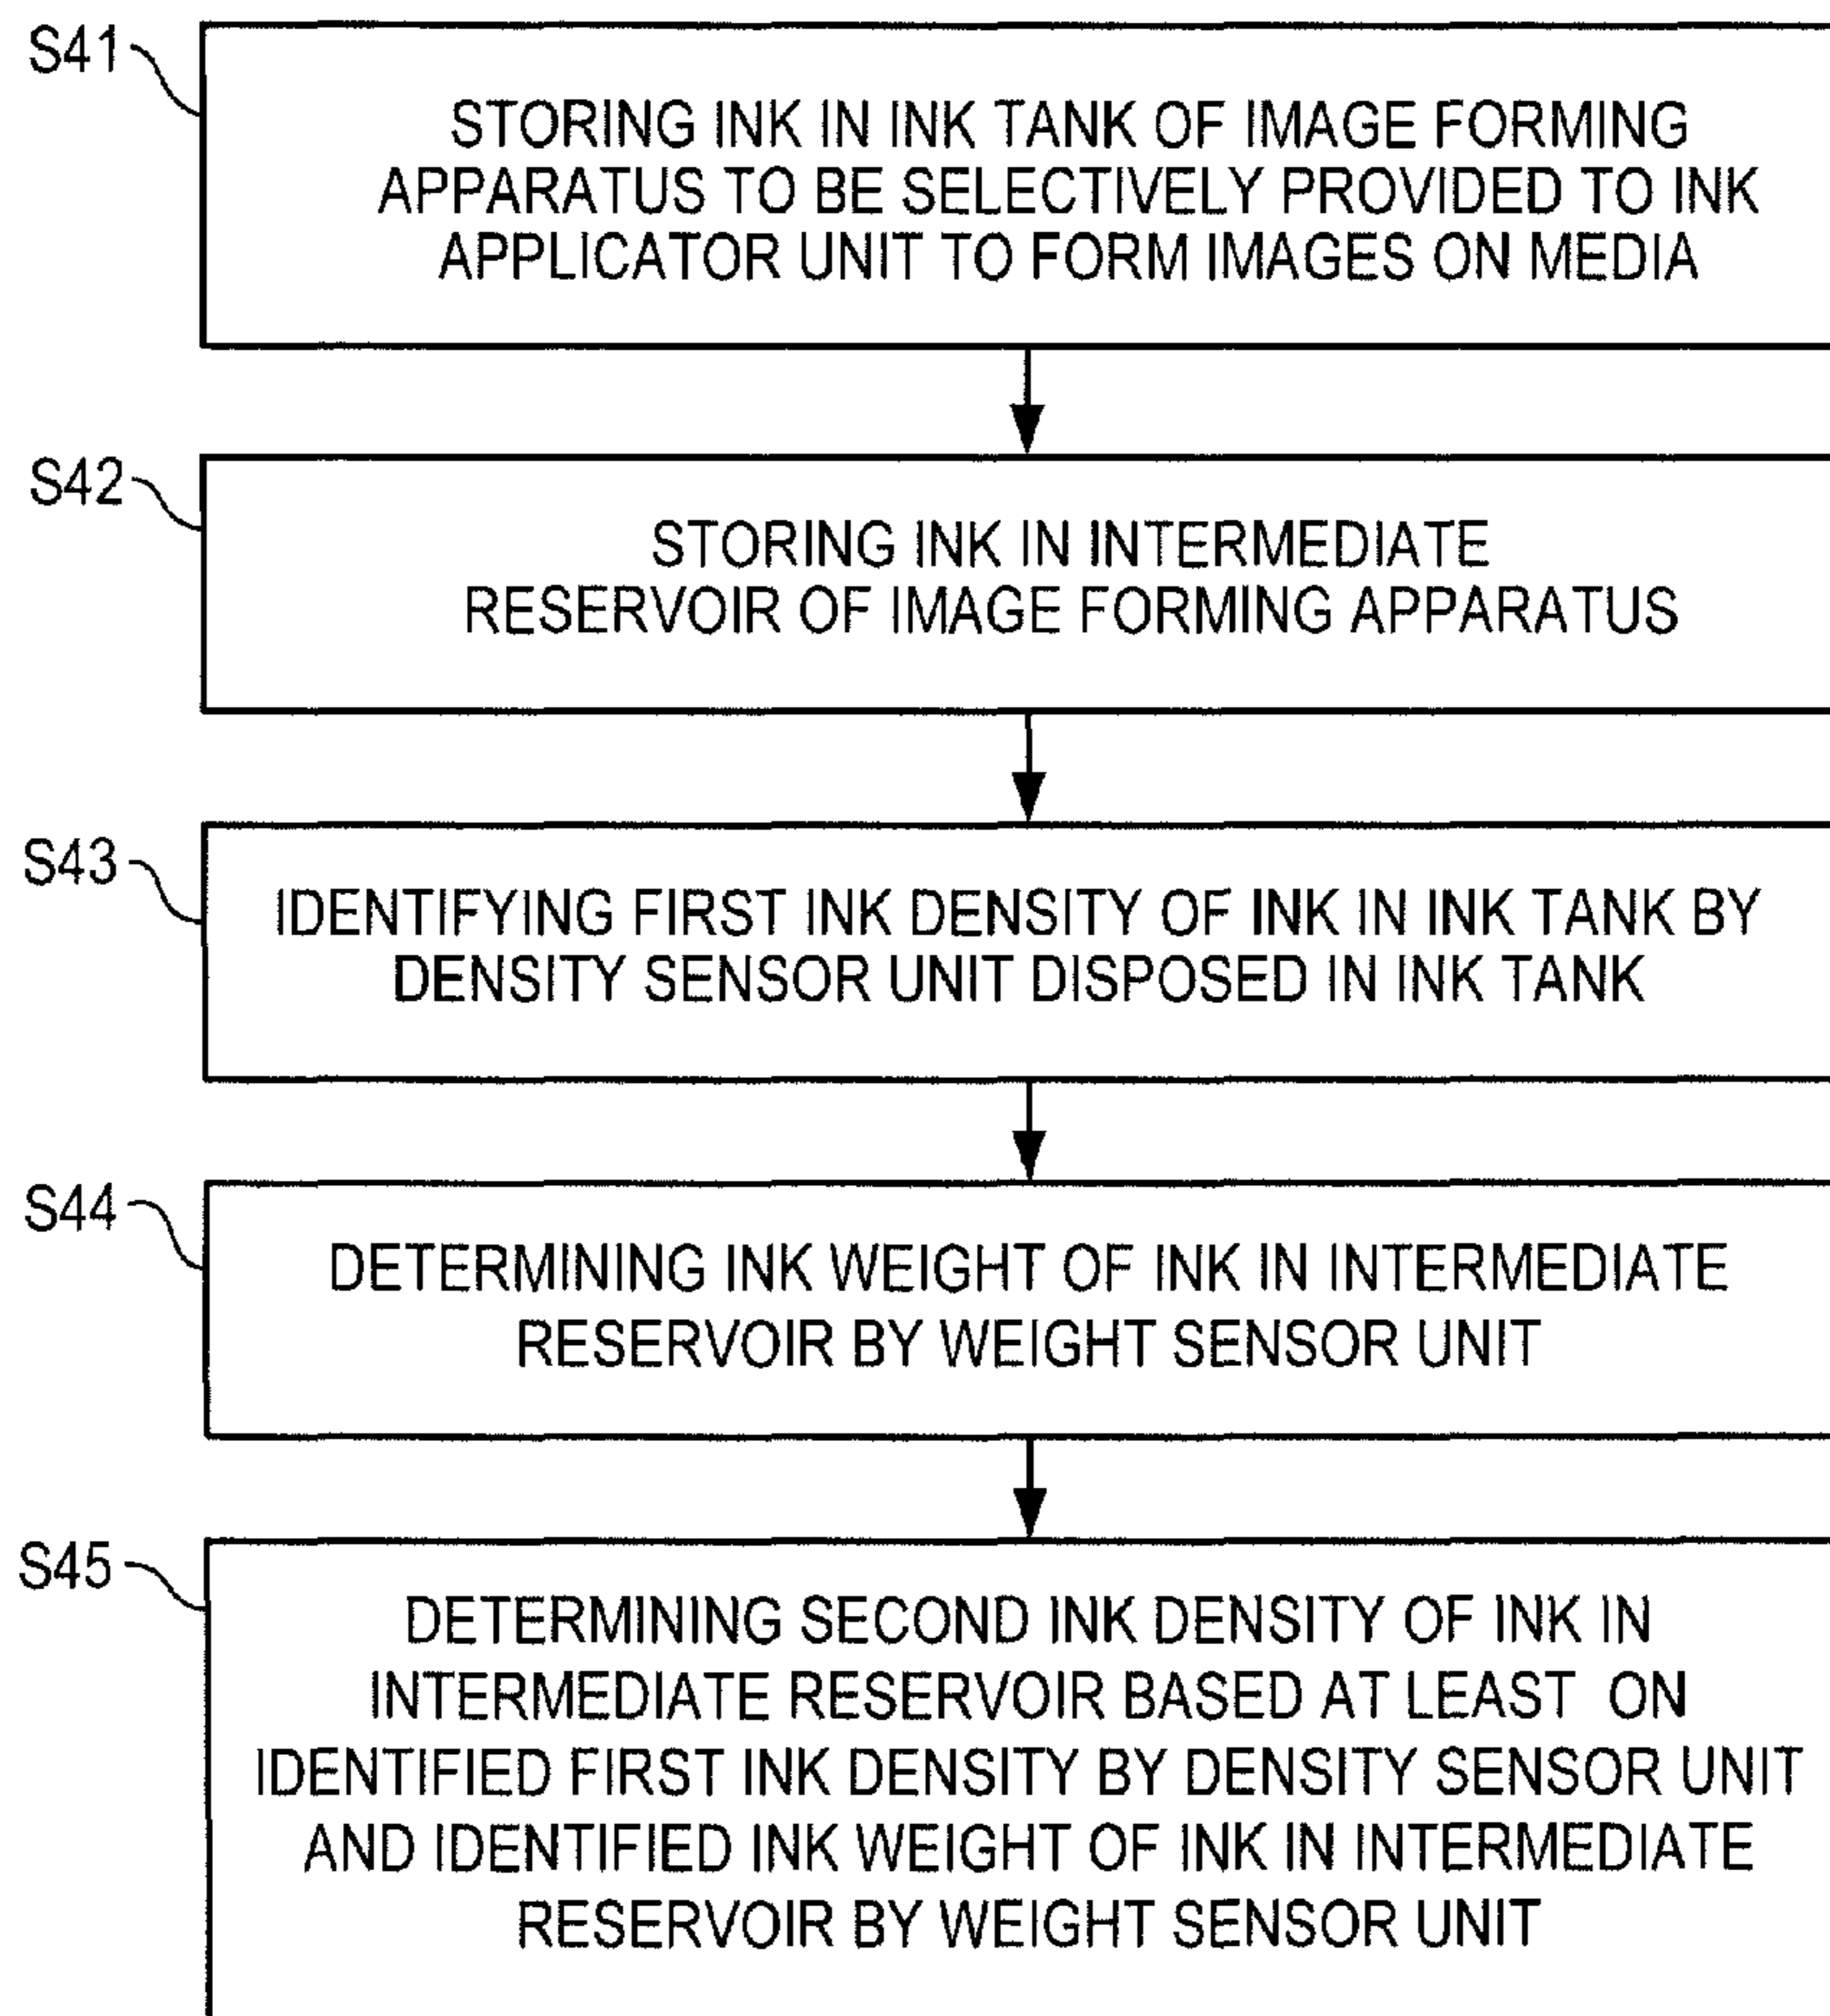 S41
STORING INK IN INK TANK OF IMAGE FORMING
APPARATUS TO BE SELECTIVELY PROVIDED TO INK
APPLICATOR UNIT TO FORM IMAGES ON MEDIA
S42
STORING INK IN INTERMEDIATE
RESERVOIR OF IMAGE FORMING APPARATUS
S43
IDENTIFYING FIRST INK DENSITY OF INK IN INK TANK BY
DENSITY SENSOR UNIT DISPOSED IN INK TANK
S44
DETERMINING INK WEIGHT OF INK IN INTERMEDIATE
RESERVOIR BY WEIGHT SENSOR UNIT
S45
DETERMINING SECOND INK DENSITY OF INK IN
INTERMEDIATE RESERVOIR BASED AT LEAST ON
IDENTIFIED FIRST INK DENSITY BY DENSITY SENSOR UNIT
AND IDENTIFIED INK WEIGHT OF INK IN INTERMEDIATE
RESERVOIR BY WEIGHT SENSOR UNIT